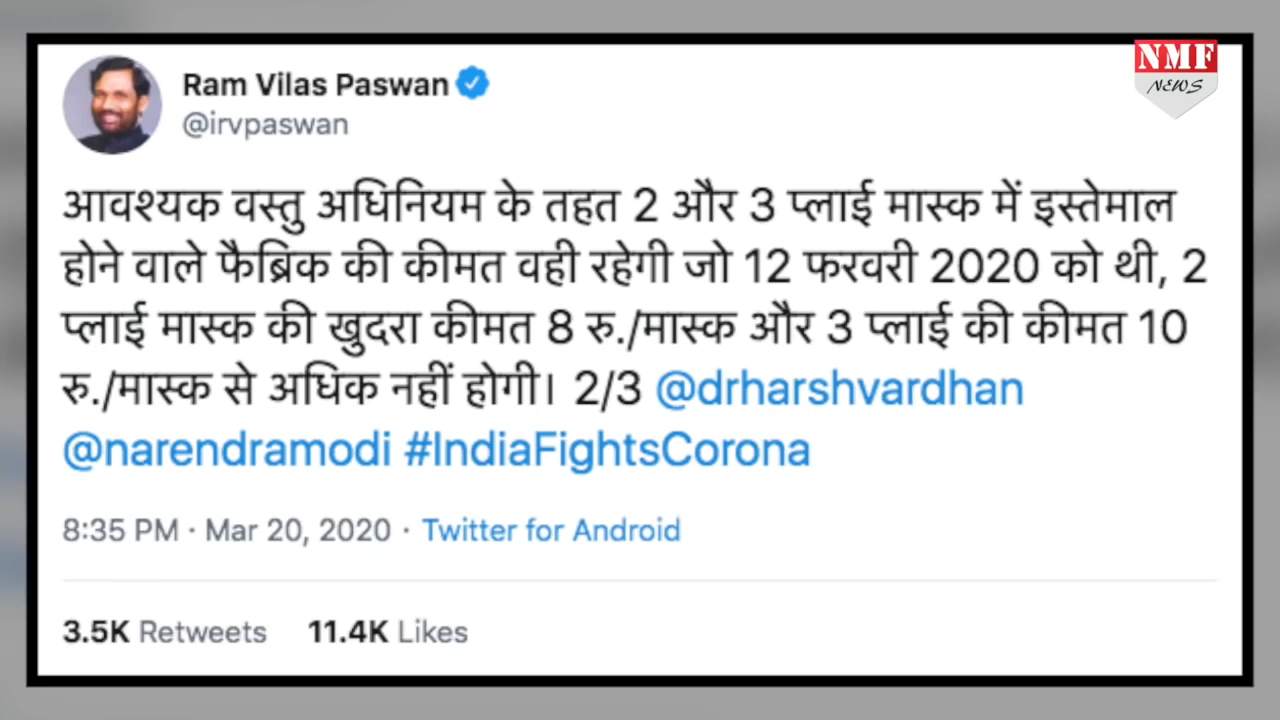 NMF
NEWS
Ram Vilas Paswan
@irvpaswan
आवश्यक वस्तु अधिनियम के तहत 2 और 3 प्लाई मास्क में इस्तेमाल
होने वाले फैब्रिक की कीमत वही रहेगी जो 12 फरवरी 2020 को थी, 2
प्लाई मास्क की खुदरा कीमत 8 रु./मास्क और 3 प्लाई की कीमत 10
रु./मास्क से अधिक नहीं होगी। 2/3 @drharshvardhan
@narendramodi #IndiaFightsCorona
8:35 PM · Mar 20, 2020 · Twitter for Android
3.5K Retweets 11.4K Likes